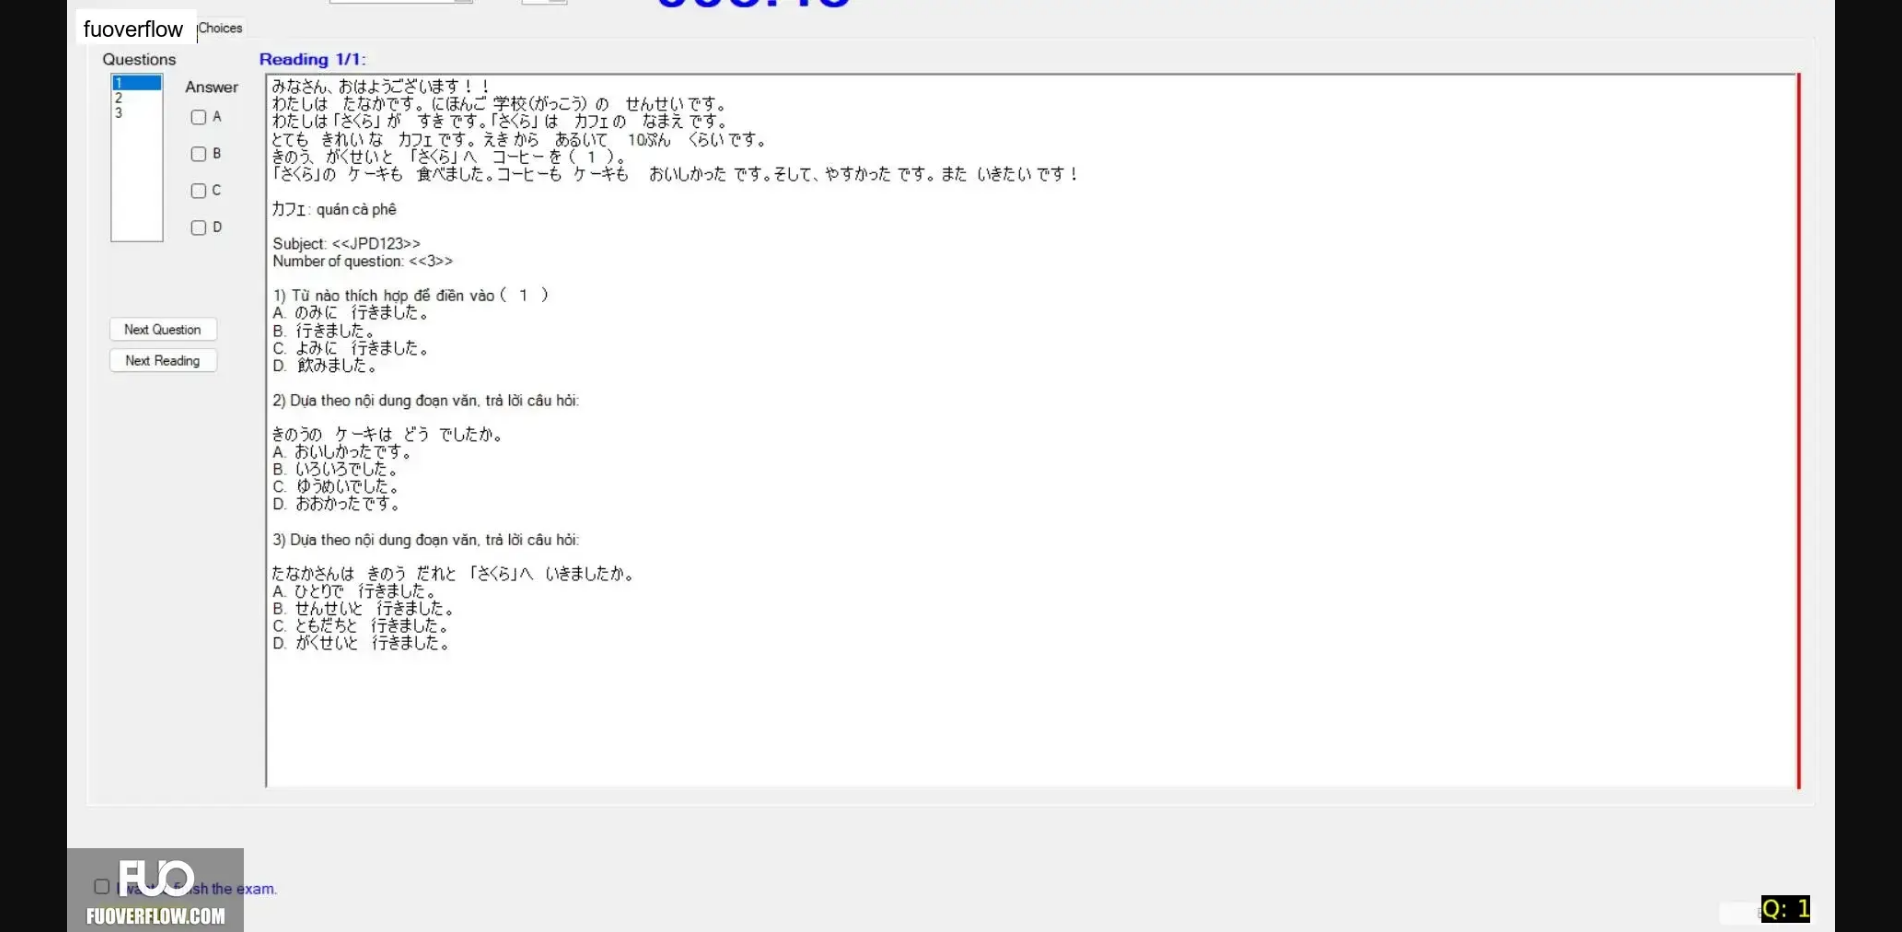 fuoverflow
Choices
Questions
Reading 1/1:
1
2
3
Answer
A
B
C
D
みなさん、おはようございます！！
わたしは　たなかです。にほんご 学校(がっこう) の　せんせいです。
わたしは「さくら」が　すきです。「さくら」は　カフェの　なまえです。
とても　きれいな　カフェです。えきから　あるいて　10ぷん　くらいです。
きのう、がくせいと　「さくら」へ　コーヒーを（ 1 ）。
「さくら」の　ケーキも　食べました。コーヒーも　ケーキも　おいしかったです。そして、やすかったです。また　いきたいです！
カフェ: quán cà phê
Subject: <<JPD123>>
Number of question: <<3>>
1) Từ nào thích hợp để điền vào ( 1 )
A. のみに　行きました。
B. 行きました。
C. よみに　行きました。
D. 飲みました。
2) Dựa theo nội dung đoạn văn, trả lời câu hỏi:
きのうの　ケーキは　どう　でしたか。
A. おいしかったです。
B. いろいろでした。
C. ゆうめいでした。
D. おおかったです。
3) Dựa theo nội dung đoạn văn, trả lời câu hỏi:
たなかさんは　きのう　だれと　「さくら」へ　いきましたか。
A. ひとりで　行きました。
B. せんせいと　行きました。
C. ともだちと　行きました。
D. がくせいと　行きました。
Next Question
Next Reading
FUO
the exam.
FUOVERFLOW.COM
Q: 1